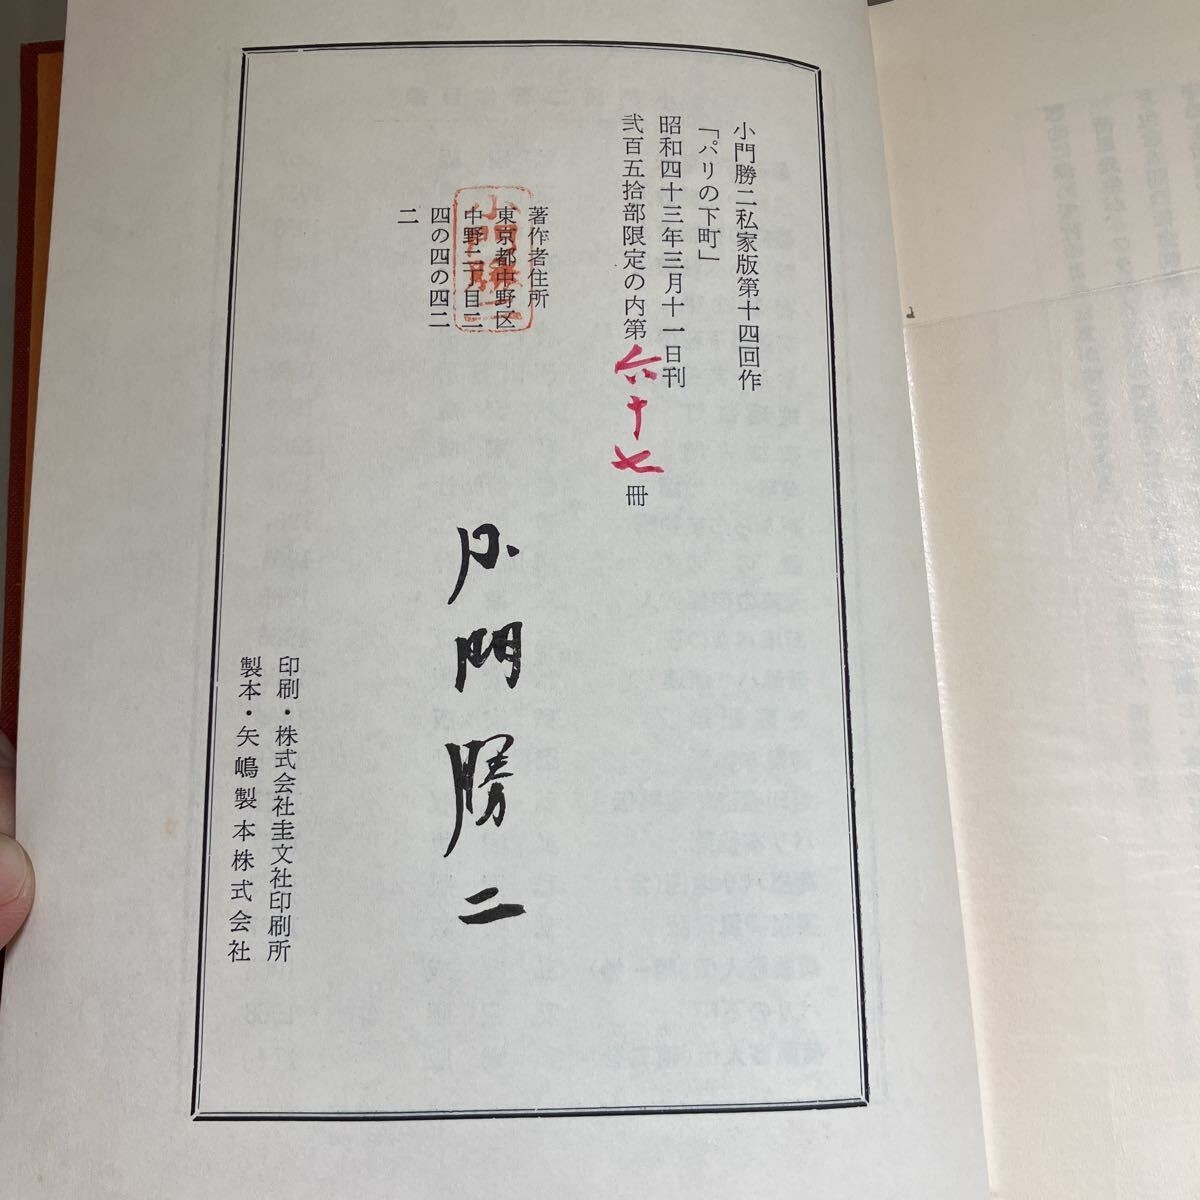 小門勝二私家版第十四回作
「パリの下町」
昭和四十三年三月十一日刊
弐百五拾部限定の内第六十七冊
著作者住所
東京都中野区
中野二丁目二
四の四の四二
二
小門勝二
小門勝二
印刷・株式会社圭文社印刷所
製本・矢嶋製本株式会社